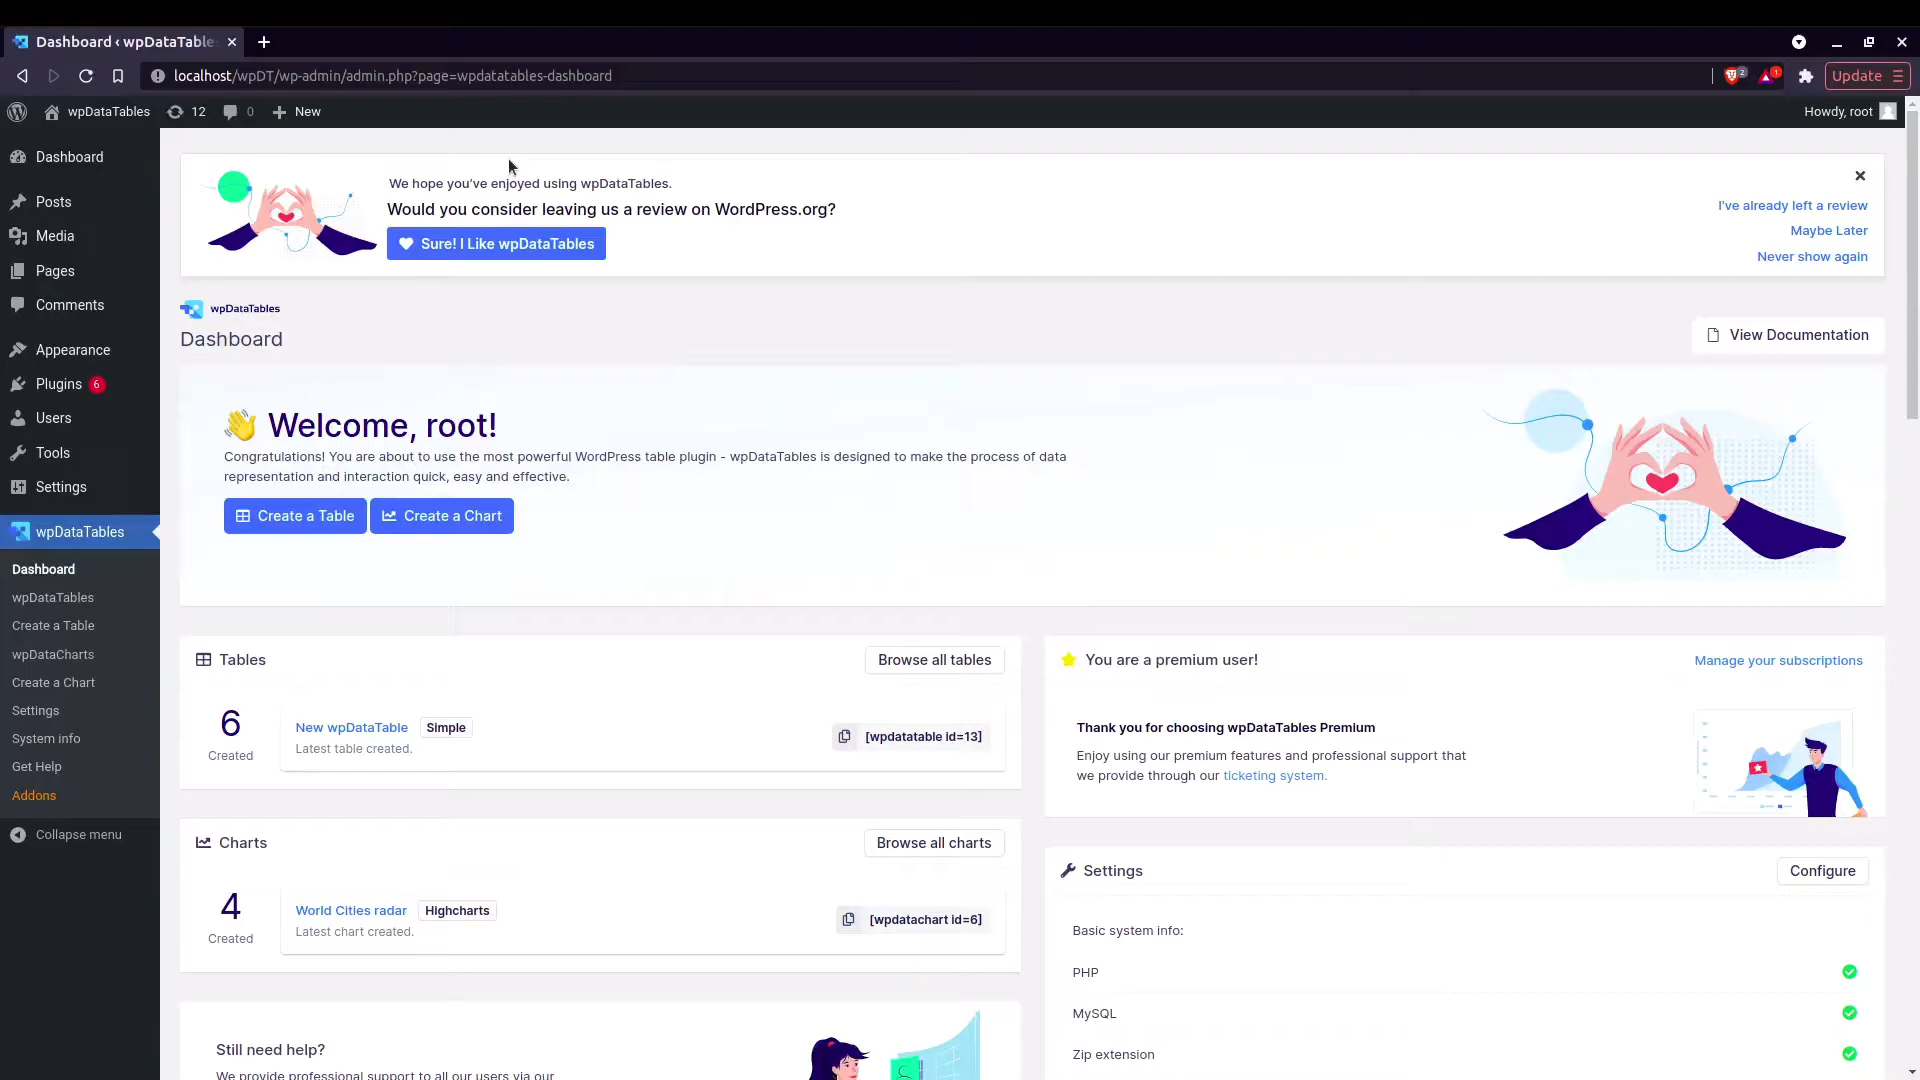 Dashboard ‹ wpDataTable
localhost/wpDT/wp-admin/admin.php?page=wpdatatables-dashboard
2
1
Update
wpDataTables
12
0
New
Howdy, root
Dashboard
Posts
Media
Pages
Comments
Appearance
Plugins 6
Users
Tools
Settings
wpDataTables
Dashboard
wpDataTables
Create a Table
wpDataCharts
Create a Chart
Settings
System info
Get Help
Addons
Collapse menu
We hope you've enjoyed using wpDataTables.
Would you consider leaving us a review on WordPress.org?
Sure! I Like wpDataTables
I've already left a review
Maybe Later
Never show again
wpDataTables
Dashboard
View Documentation
Welcome, root!
Congratulations! You are about to use the most powerful WordPress table plugin - wpDataTables is designed to make the process of data
representation and interaction quick, easy and effective.
Create a Table
Create a Chart
Tables
Browse all tables
6
Created
New wpDataTable Simple
Latest table created.
[wpdatatable id=13]
Charts
Browse all charts
4
Created
World Cities radar Highcharts
Latest chart created.
[wpdatachart id=6]
Still need help?
We provide professional support to all our users via our
You are a premium user!
Manage your subscriptions
Thank you for choosing wpDataTables Premium
Enjoy using our premium features and professional support that
we provide through our ticketing system.
Settings
Configure
Basic system info:
PHP
MySQL
Zip extension